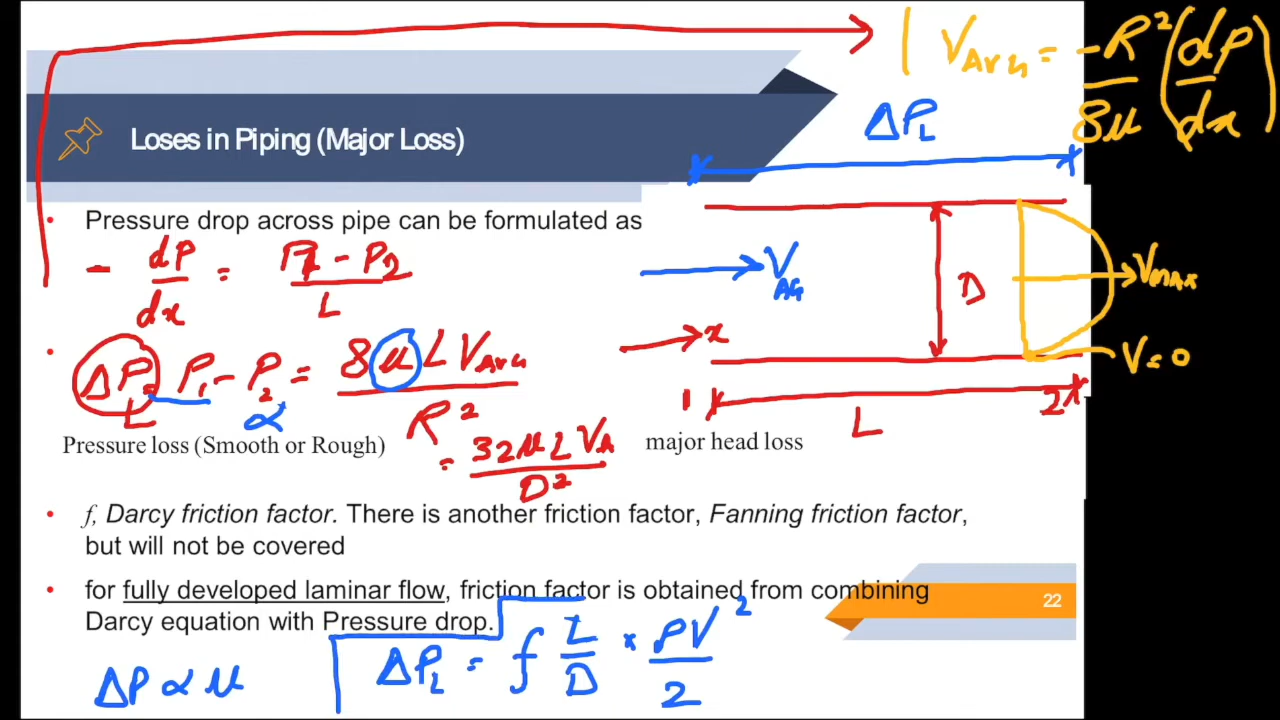 V_Avg = -R²/8μ (dp/dx)
ΔP_L
Loses in Piping (Major Loss)
• Pressure drop across pipe can be formulated as
- dP/dx = P1 - P2 / L
V_AG
D
V_MAX
x
V = 0
• ΔP_L = P1 - P2 = 8μLV_Avg / R²
α
1
2
L
Pressure loss (Smooth or Rough)
major head loss
= 32μLV_A / D²
• f, Darcy friction factor. There is another friction factor, Fanning friction factor,
but will not be covered
• for fully developed laminar flow, friction factor is obtained from combining
Darcy equation with Pressure drop.
22
ΔP ∝ μ
ΔP_L = f L/D × ρV²/2